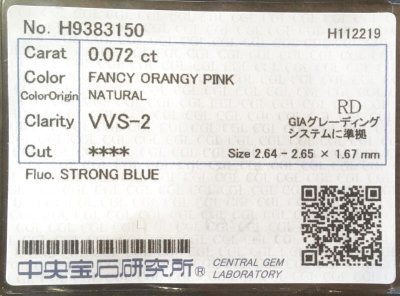 No. H9383150 H112219
Carat 0.072 ct
Color FANCY ORANGY PINK
ColorOrigin NATURAL
Clarity VVS-2 RD
GIAグレーディング
システムに準拠
Cut **** Size 2.64 - 2.65 × 1.67 mm
Fluo. STRONG BLUE
中央宝石研究所® CENTRAL GEM
LABORATORY